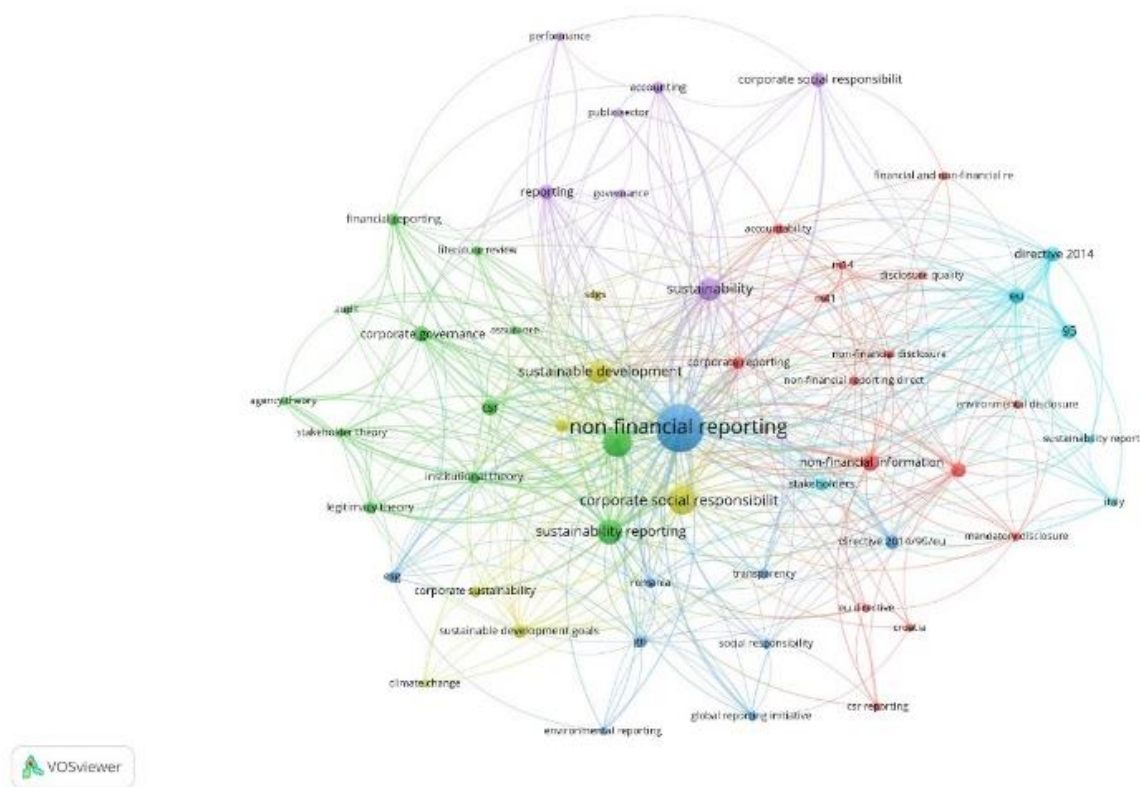 performance
corporate social responsibilit
accounting
public sector
financial and non-financial re
reporting
governance
financial reporting
accountability
literature review
directive 2014
m14
disclosure quality
sustainability
sdgs
eu
m41
audit
assurance
95
corporate governance
non-financial disclosure
corporate reporting
sustainable development
non-financial reporting direct
agency theory
environmental disclosure
csr
non-financial reporting
stakeholder theory
sustainability report
non-financial information
institutional theory
stakeholders
corporate social responsibilit
italy
legitimacy theory
sustainability reporting
mandatory disclosure
directive 2014/95/eu
transparency
esg
romania
corporate sustainability
eu directive
croatia
sustainable development goals
gri
social responsibility
climate change
csr reporting
global reporting initiative
environmental reporting
VOSviewer